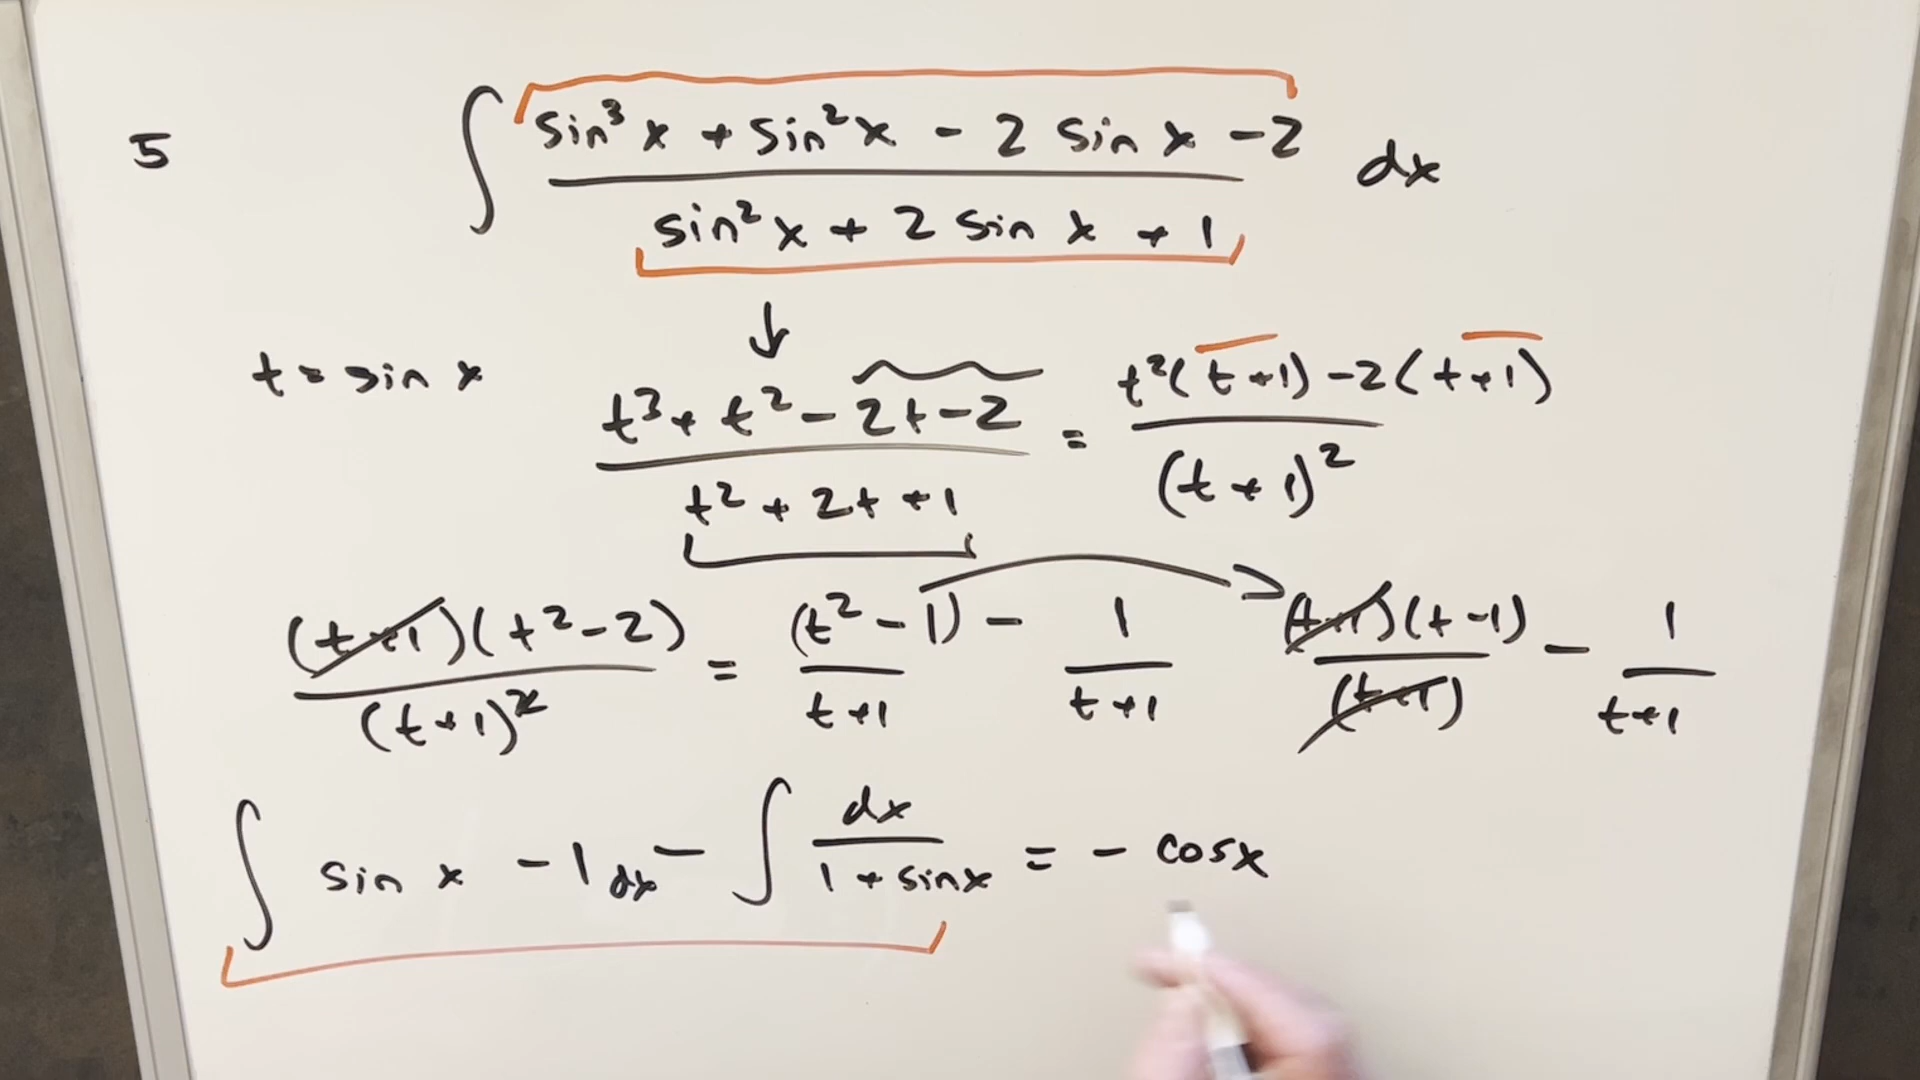 5 ∫ (sin³x + sin²x - 2 sin x - 2)/(sin²x + 2 sin x + 1) dx
t = sin x (t³ + t² - 2t - 2)/(t² + 2t + 1) = (t²(t+1) - 2(t+1))/(t+1)²
((t+1)(t²-2))/(t+1)² = (t²-1)/(t+1) - 1/(t+1) → ((t+1)(t-1))/(t+1) - 1/(t+1)
∫ sin x - 1 dx - ∫ dx/(1 + sin x) = - cos x